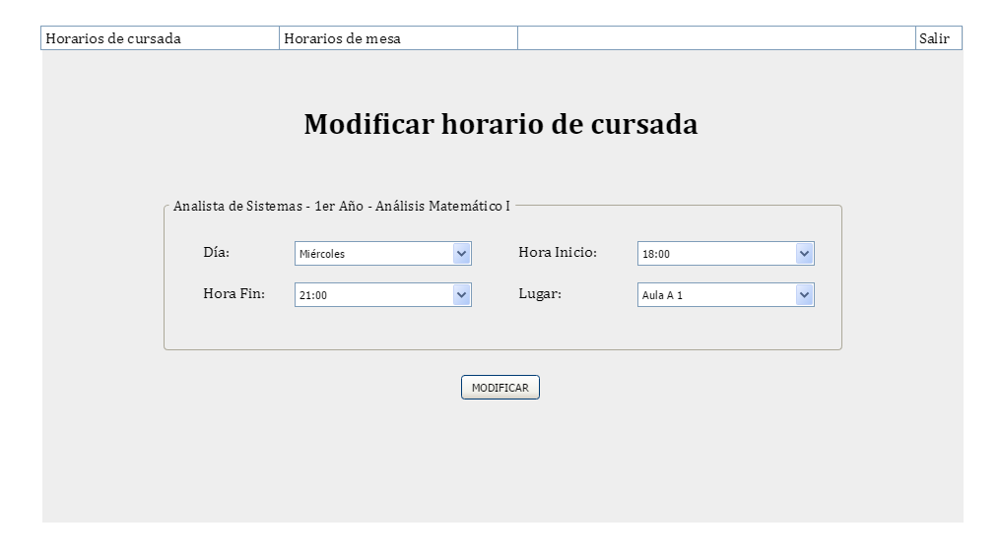 Horarios de cursada Horarios de mesa Salir
Modificar horario de cursada
Analista de Sistemas - 1er Año - Análisis Matemático I
Día: Miércoles Hora Inicio: 18:00
Hora Fin: 21:00 Lugar: Aula A 1
MODIFICAR